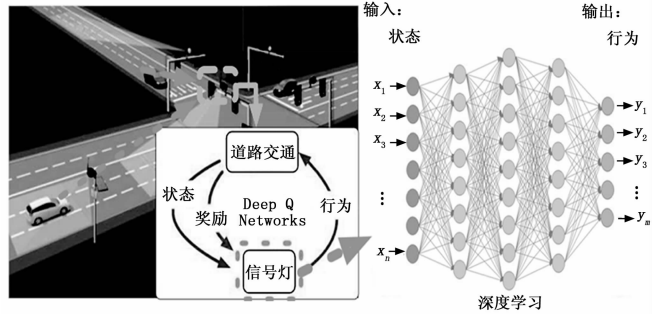 道路交通
状态
奖励
Deep Q
Networks
行为
信号灯
输入：
状态
输出：
行为
x1
x2
x3
⋮
xn
y1
y2
y3
⋮
ym
深度学习